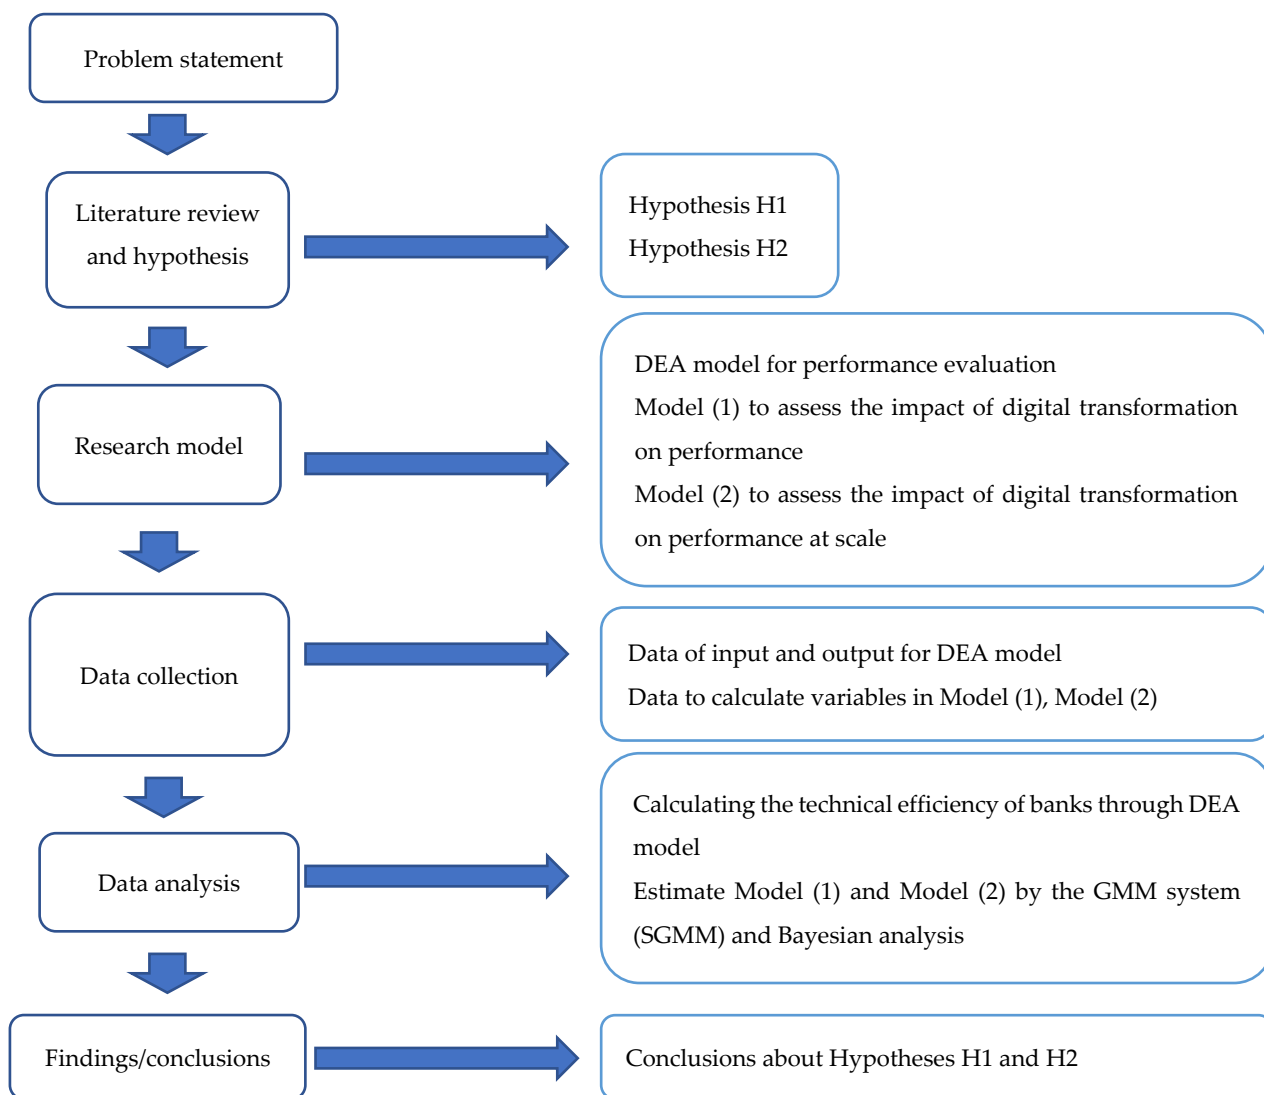 Problem statement
Literature review
and hypothesis
Hypothesis H1
Hypothesis H2
Research model
DEA model for performance evaluation
Model (1) to assess the impact of digital transformation
on performance
Model (2) to assess the impact of digital transformation
on performance at scale
Data collection
Data of input and output for DEA model
Data to calculate variables in Model (1), Model (2)
Data analysis
Calculating the technical efficiency of banks through DEA
model
Estimate Model (1) and Model (2) by the GMM system
(SGMM) and Bayesian analysis
Findings/conclusions
Conclusions about Hypotheses H1 and H2